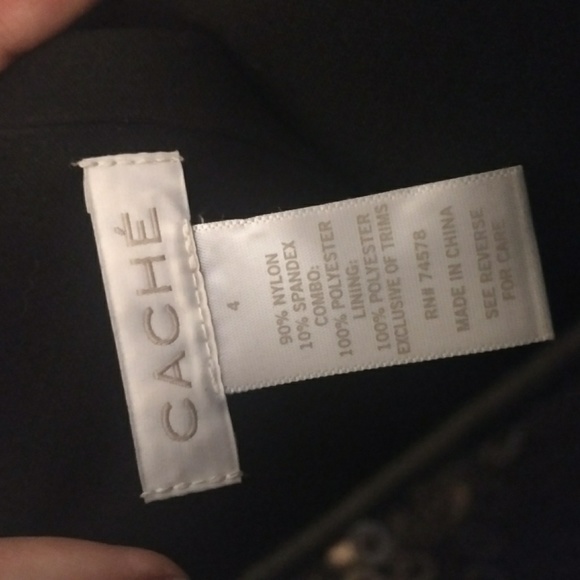 CACHÉ
4
90% NYLON
10% SPANDEX
COMBO:
100% POLYESTER
LINING:
100% POLYESTER
EXCLUSIVE OF TRIMS
RN# 74578
MADE IN CHINA
SEE REVERSE
FOR CARE